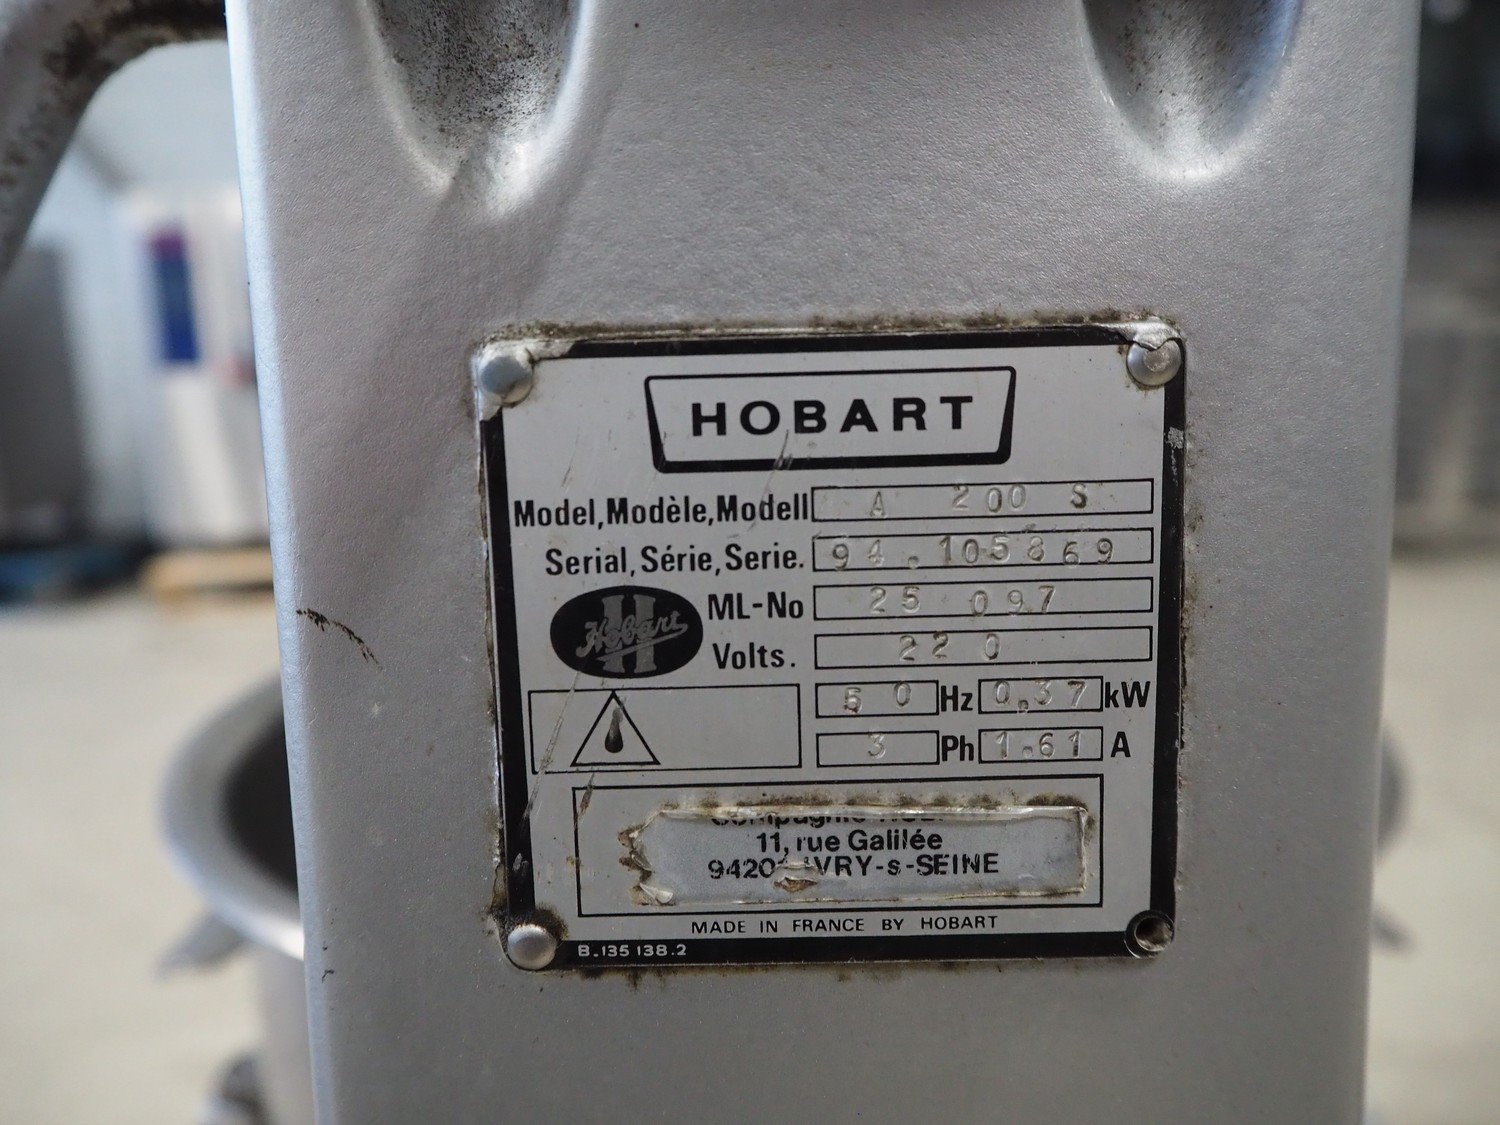 HOBART
Model, Modèle, Modell A 200 S
Serial, Série, Serie. 94.105869
Hobart H
ML-No 25 097
Volts. 220
50 Hz 0.37 kW
3 Ph 1.61 A
11, rue Galilée
IVRY-s-SEINE
MADE IN FRANCE BY HOBART
B.135 138.2